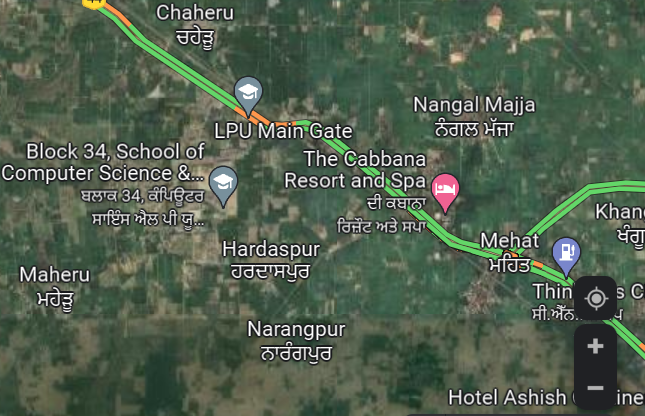 Chaheru
ਚਹੇੜੂ
Nangal Majja
ਨੰਗਲ ਮੱਜਾ
LPU Main Gate
Block 34, School of
Computer Science &...
ਬਲਾਕ 34, ਕੰਪਿਊਟਰ
ਸਾਇੰਸ ਐਲ ਪੀ ਯੂ...
The Cabbana
Resort and Spa
ਦੀ ਕਬਾਨਾ
ਰਿਜ਼ੌਟ ਅਤੇ ਸਪਾ
Mehat
ਮਹਿਤ
Hardaspur
ਹਰਦਾਸਪੁਰ
Maheru
ਮਹੇੜੂ
Narangpur
ਨਾਰੰਗਪੁਰ
Hotel Ashish